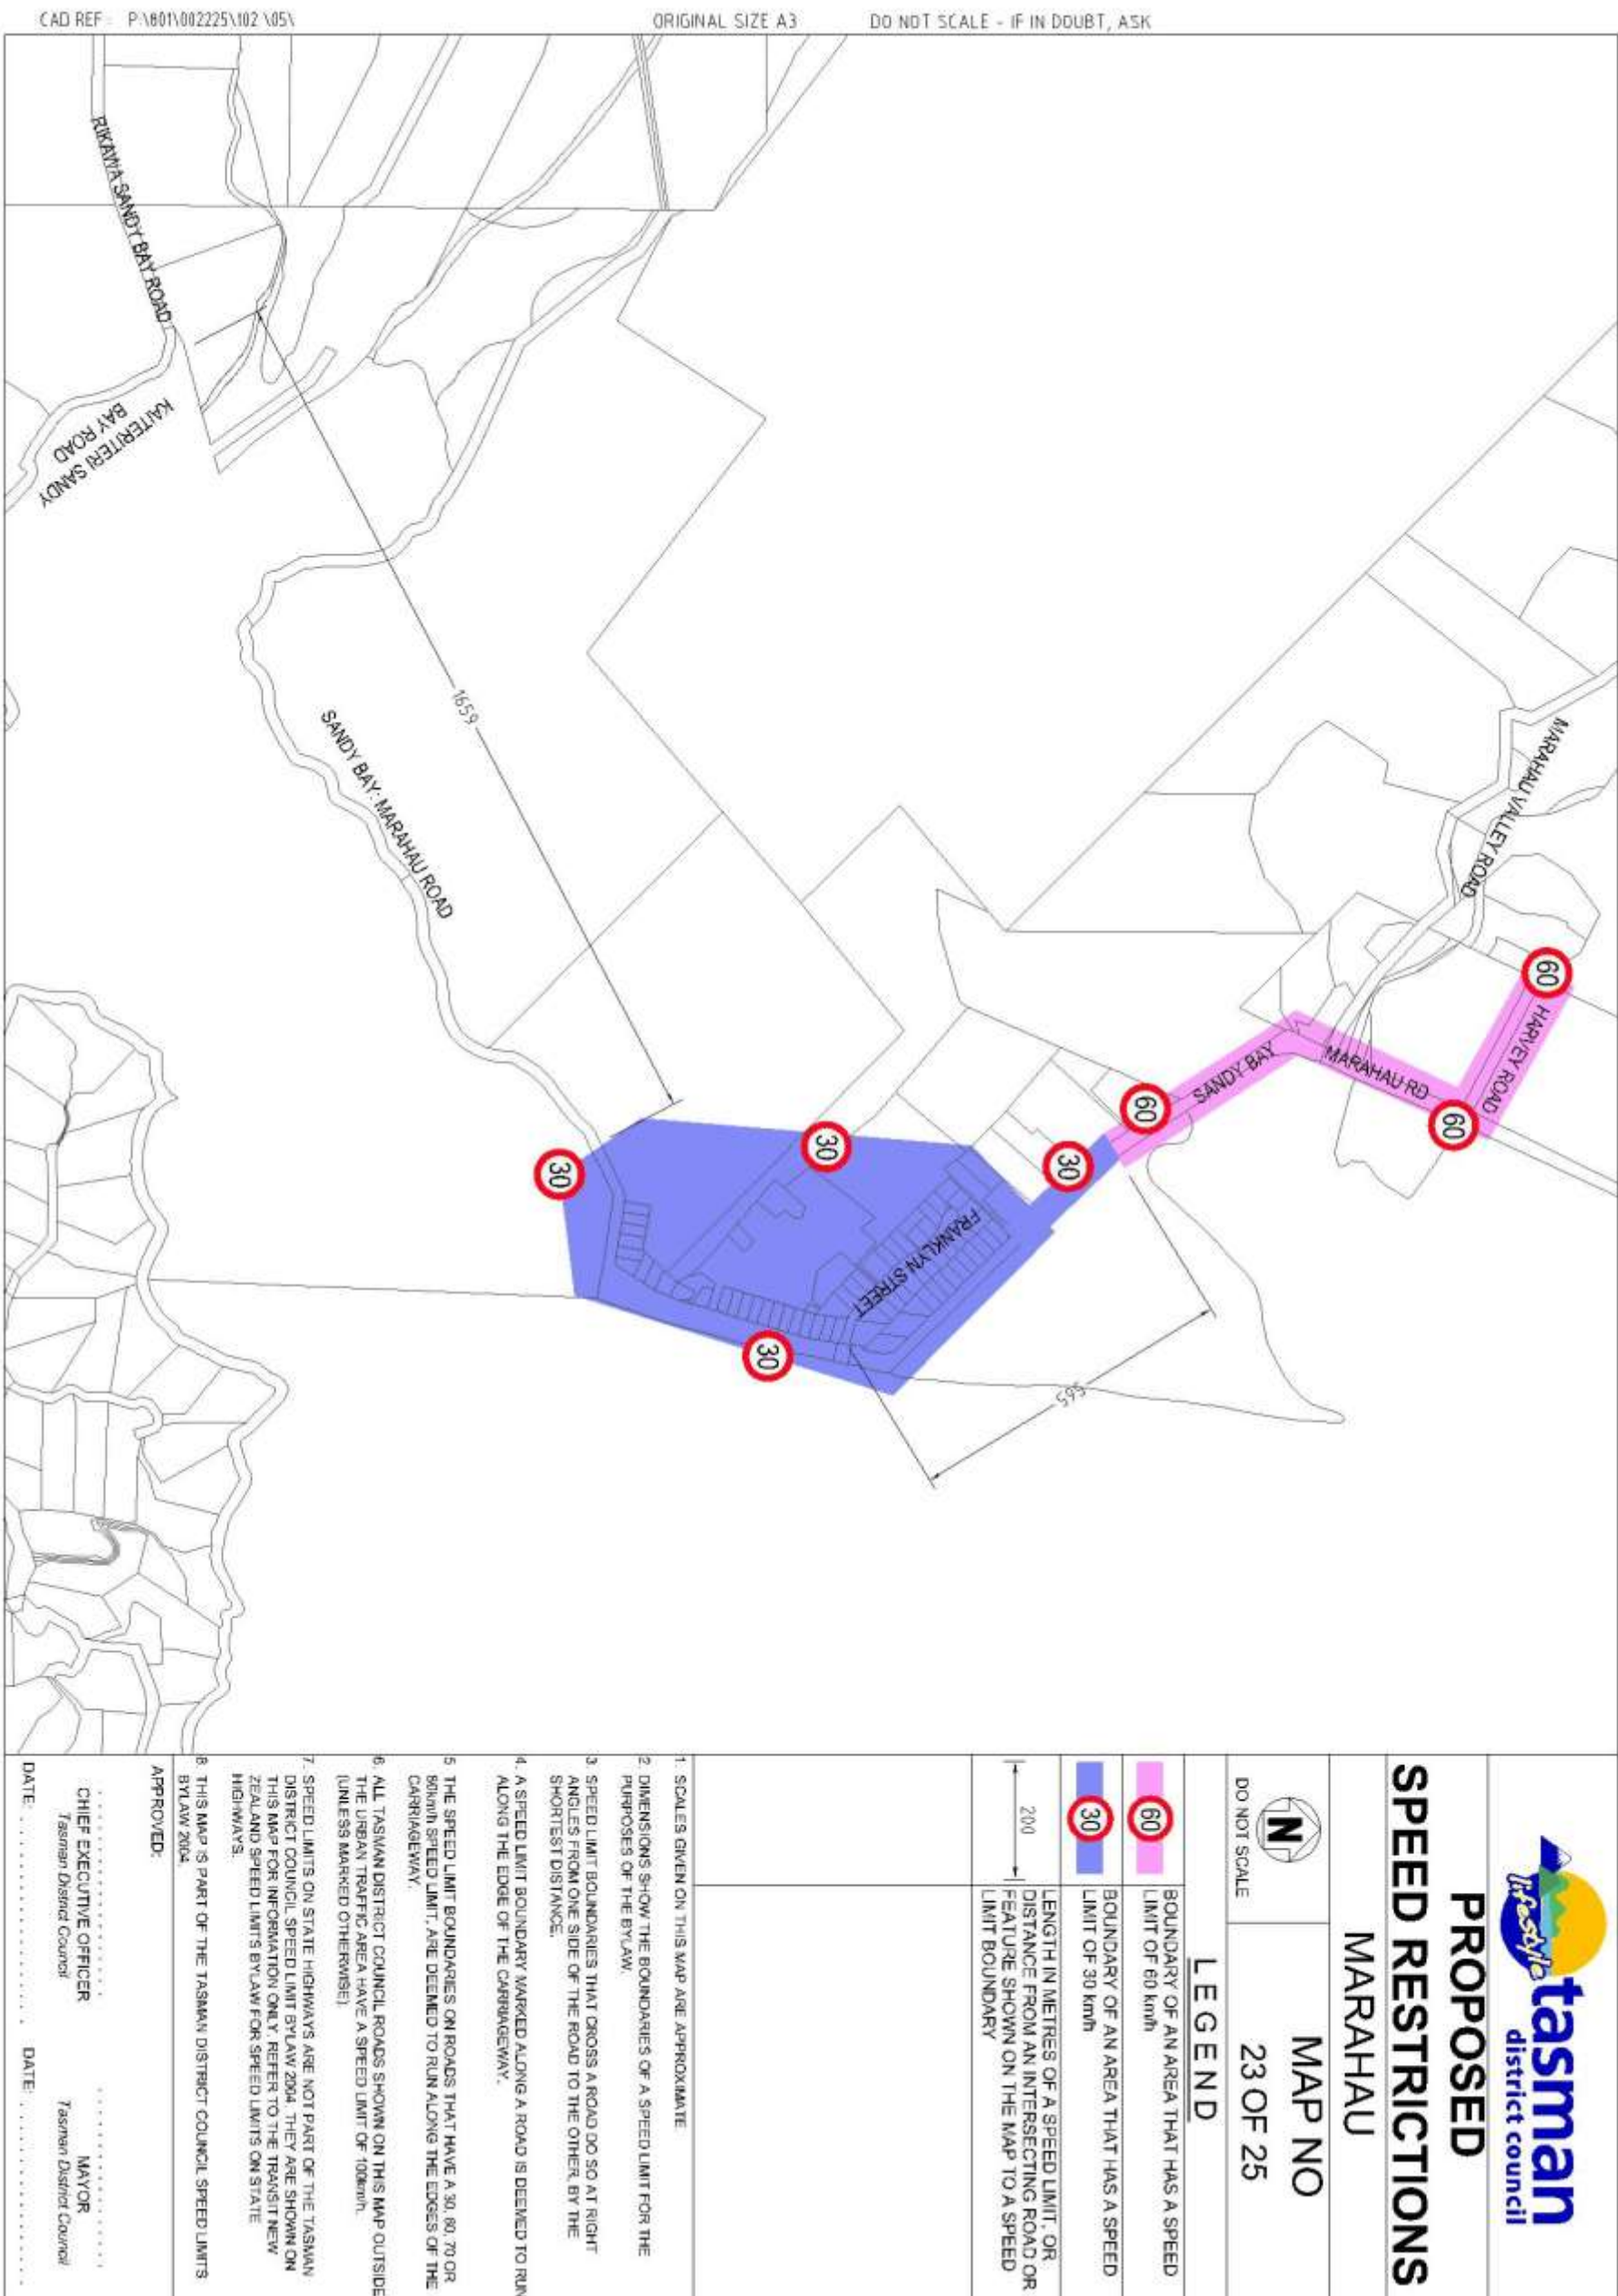 CAD REF : P:\801\002225\102 \05\
ORIGINAL SIZE A3
DO NOT SCALE - IF IN DOUBT, ASK
RIKAWA SANDY BAY ROAD
KAITERITERI SANDY
BAY ROAD
1659
SANDY BAY: MARAHAU ROAD
MARAHAU VALLEY ROAD
60
HARVEY ROAD
60
MARAHAU RD
SANDY BAY
60
30
30
30
30
FRANKLYN STREET
595
lifestyle
tasman
district council
PROPOSED
SPEED RESTRICTIONS
MARAHAU
N
DO NOT SCALE
MAP NO
23 OF 25
LEGEND
60
BOUNDARY OF AN AREA THAT HAS A SPEED
LIMIT OF 60 km/h
30
BOUNDARY OF AN AREA THAT HAS A SPEED
LIMIT OF 30 km/h
200
LENGTH IN METRES OF A SPEED LIMIT, OR
DISTANCE FROM AN INTERSECTING ROAD OR
FEATURE SHOWN ON THE MAP TO A SPEED
LIMIT BOUNDARY
1. SCALES GIVEN ON THIS MAP ARE APPROXIMATE
2. DIMENSIONS SHOW THE BOUNDARIES OF A SPEED LIMIT FOR THE
PURPOSES OF THE BYLAW.
3. SPEED LIMIT BOUNDARIES THAT CROSS A ROAD DO SO AT RIGHT
ANGLES FROM ONE SIDE OF THE ROAD TO THE OTHER, BY THE
SHORTEST DISTANCE.
4. A SPEED LIMIT BOUNDARY MARKED ALONG A ROAD IS DEEMED TO RUN
ALONG THE EDGE OF THE CARRIAGEWAY.
5 THE SPEED LIMIT BOUNDARIES ON ROADS THAT HAVE A 30, 60, 70 OR
80km/h SPEED LIMIT, ARE DEEMED TO RUN ALONG THE EDGES OF THE
CARRIAGEWAY.
6. ALL TASMAN DISTRICT COUNCIL ROADS SHOWN ON THIS MAP OUTSIDE
THE URBAN TRAFFIC AREA HAVE A SPEED LIMIT OF 100km/h.
(UNLESS MARKED OTHERWISE)
7. SPEED LIMITS ON STATE HIGHWAYS ARE NOT PART OF THE TASMAN
DISTRICT COUNCIL SPEED LIMIT BYLAW 2004. THEY ARE SHOWN ON
THIS MAP FOR INFORMATION ONLY. REFER TO THE TRANSIT NEW
ZEALAND SPEED LIMITS BYLAW FOR SPEED LIMITS ON STATE
HIGHWAYS.
8. THIS MAP IS PART OF THE TASMAN DISTRICT COUNCIL SPEED LIMITS
BYLAW 2004.
APPROVED:
CHIEF EXECUTIVE OFFICER
Tasman District Council
MAYOR
Tasman District Council
DATE:
DATE: